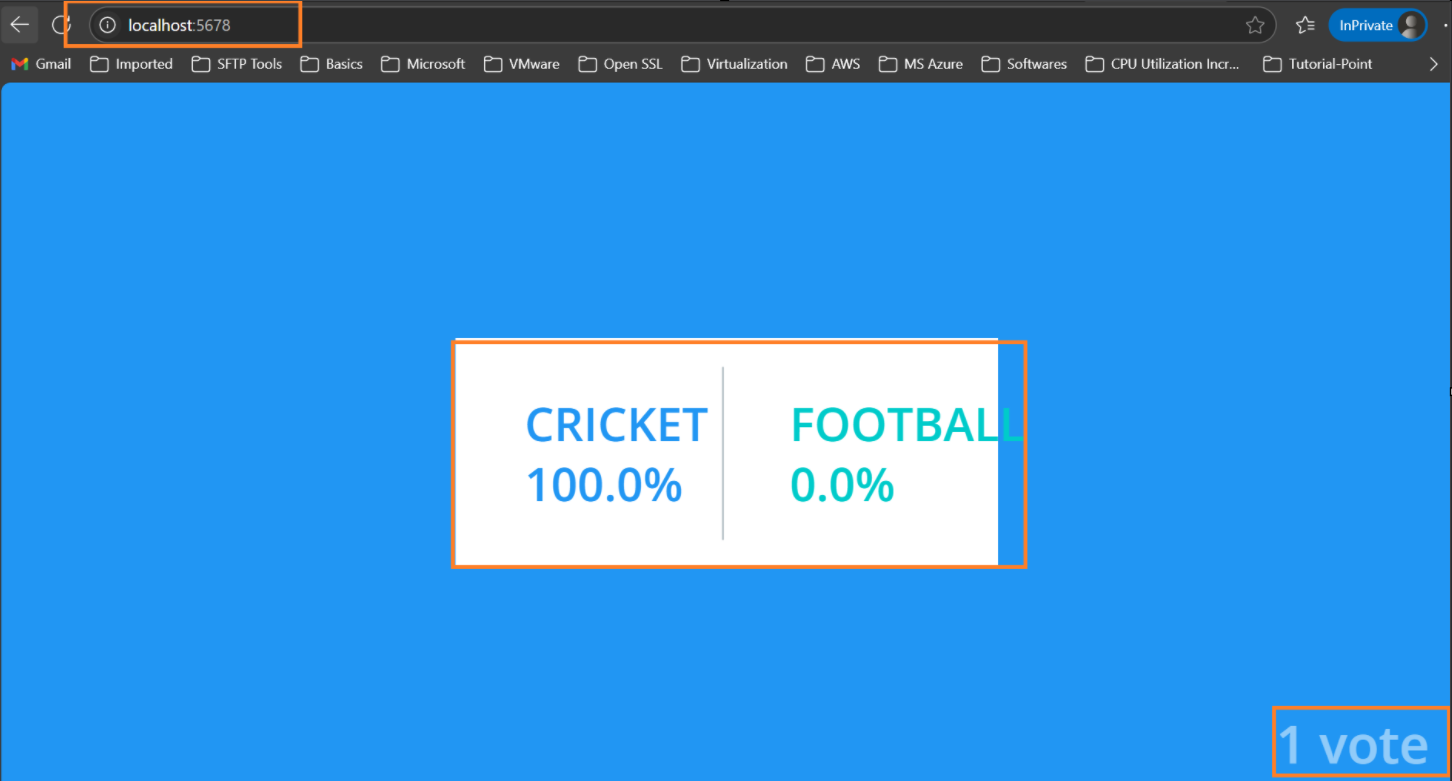 localhost:5678
InPrivate
Gmail Imported SFTP Tools Basics Microsoft VMware Open SSL Virtualization AWS MS Azure Softwares CPU Utilization Incr... Tutorial-Point
CRICKET FOOTBALL
100.0% 0.0%
1 vote